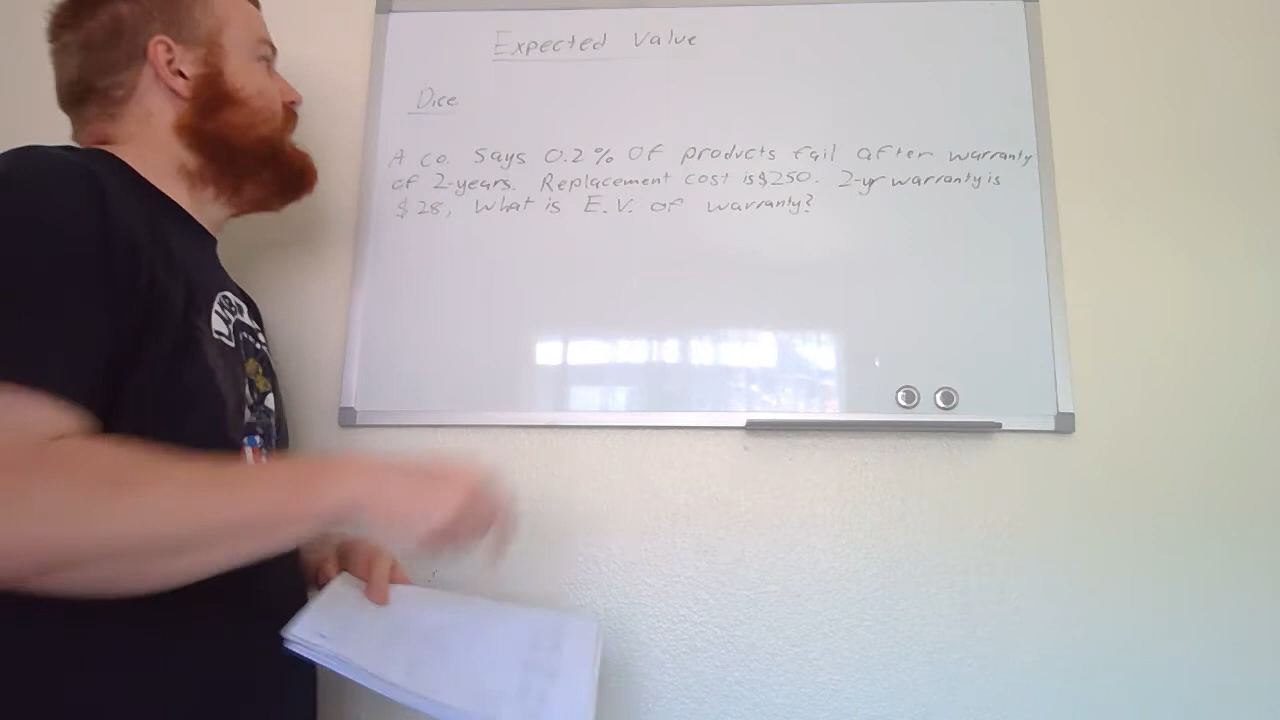 Expected Value
Dice
A co. says 0.2% of products fail after warranty
of 2-years. Replacement cost is $250. 2-yr warranty is
$28, What is E.V. of warranty?